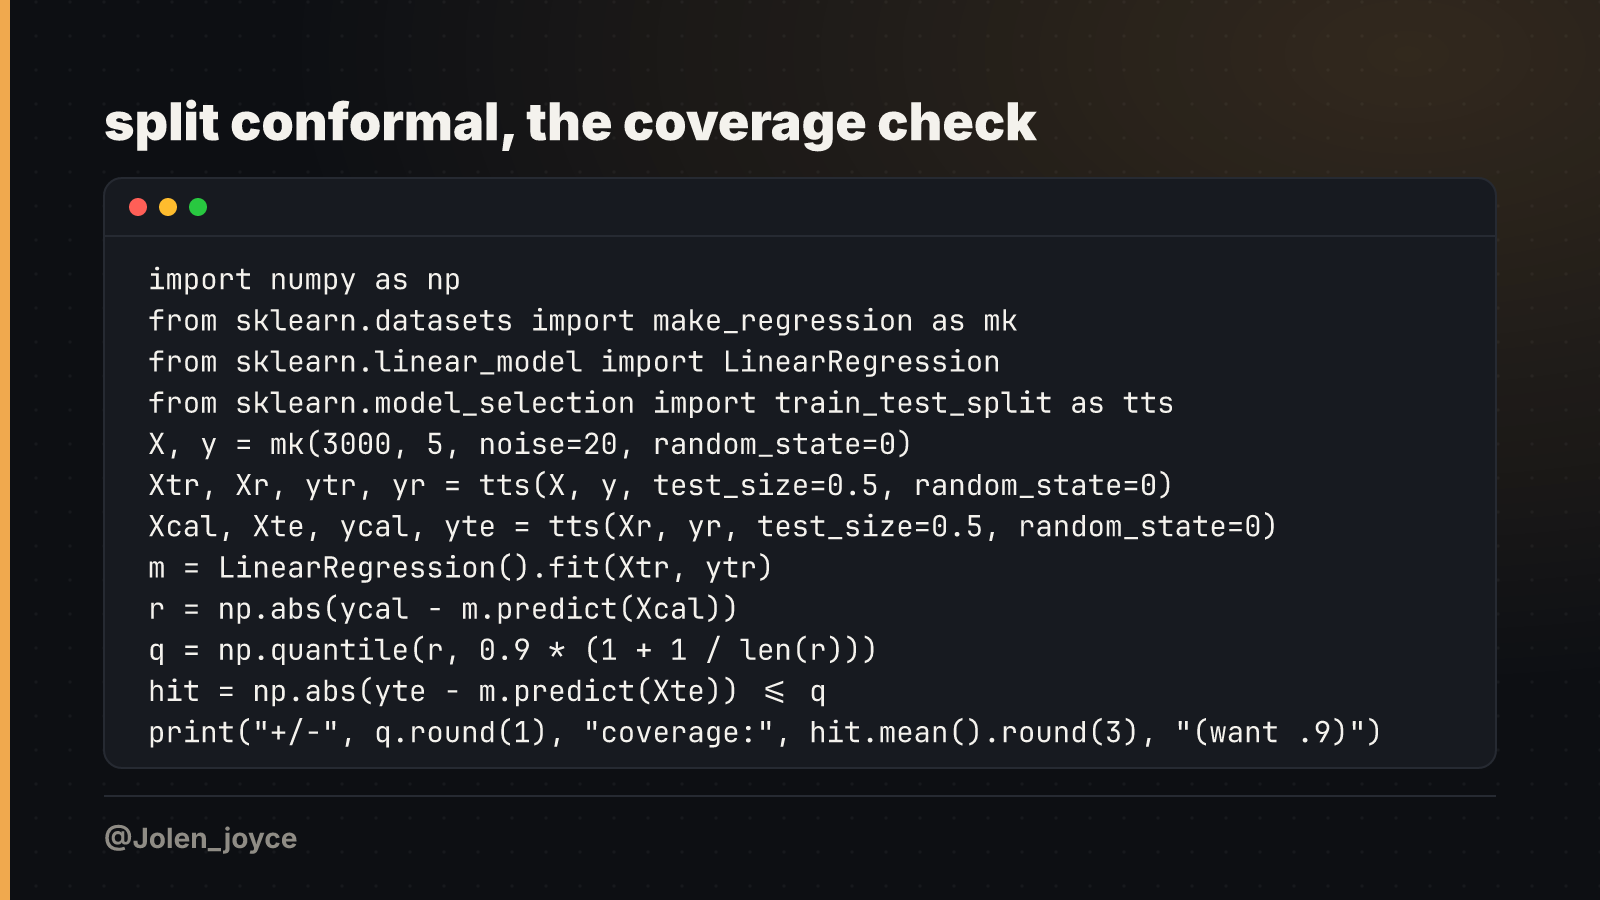 split conformal, the coverage check
import numpy as np
from sklearn.datasets import make_regression as mk
from sklearn.linear_model import LinearRegression
from sklearn.model_selection import train_test_split as tts
X, y = mk(3000, 5, noise=20, random_state=0)
Xtr, Xr, ytr, yr = tts(X, y, test_size=0.5, random_state=0)
Xcal, Xte, ycal, yte = tts(Xr, yr, test_size=0.5, random_state=0)
m = LinearRegression().fit(Xtr, ytr)
r = np.abs(ycal - m.predict(Xcal))
q = np.quantile(r, 0.9 * (1 + 1 / len(r)))
hit = np.abs(yte - m.predict(Xte)) <= q
print("+/-", q.round(1), "coverage:", hit.mean().round(3), "(want .9)")
@Jolen_joyce